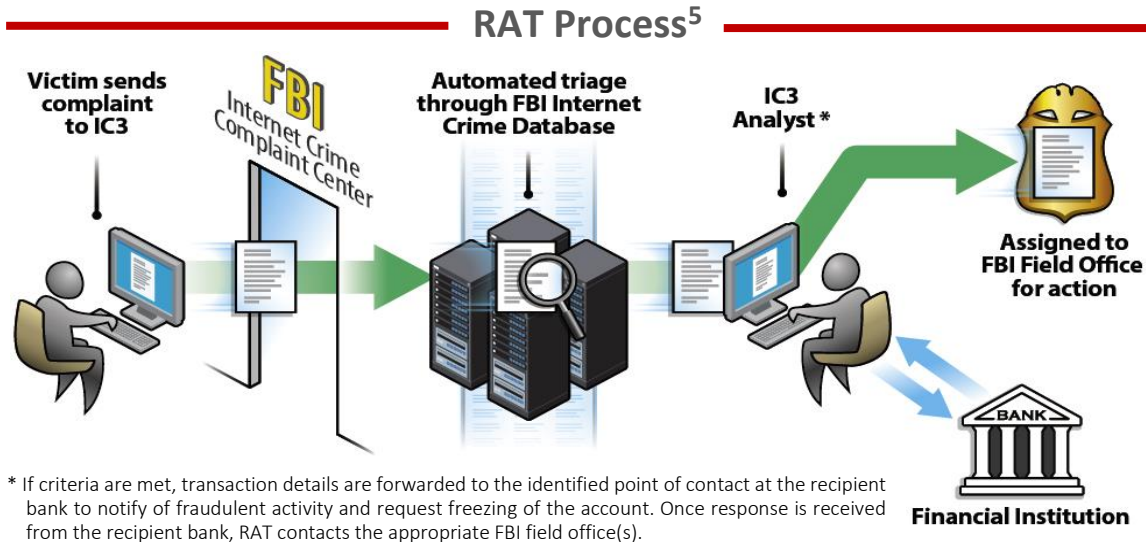 RAT Process⁵
Victim sends
complaint
to IC3
FBI
Internet Crime
Complaint Center
Automated triage
through FBI Internet
Crime Database
IC3
Analyst *
Assigned to
FBI Field Office
for action
BANK
Financial Institution
* If criteria are met, transaction details are forwarded to the identified point of contact at the recipient
bank to notify of fraudulent activity and request freezing of the account. Once response is received
from the recipient bank, RAT contacts the appropriate FBI field office(s).